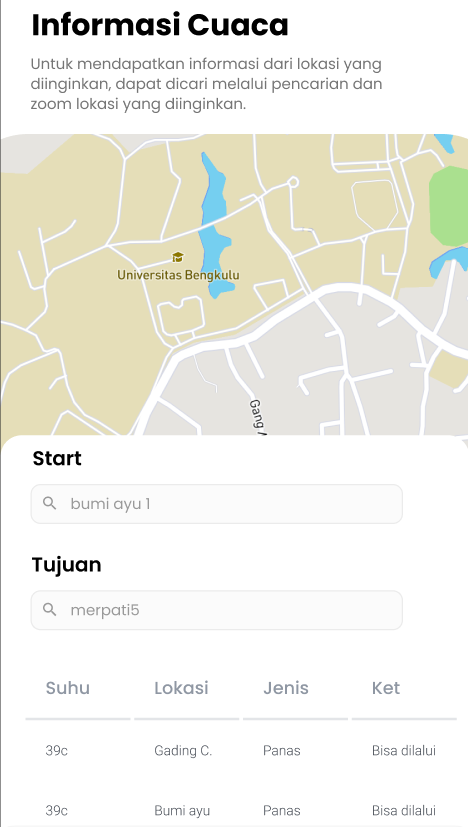 Informasi Cuaca
Untuk mendapatkan informasi dari lokasi yang
diinginkan, dapat dicari melalui pencarian dan
zoom lokasi yang diinginkan.
Universitas Bengkulu
Gang A
Start
bumi ayu 1
Tujuan
merpati5
Suhu Lokasi Jenis Ket
39c Gading C. Panas Bisa dilalui
39c Bumi ayu Panas Bisa dilalui